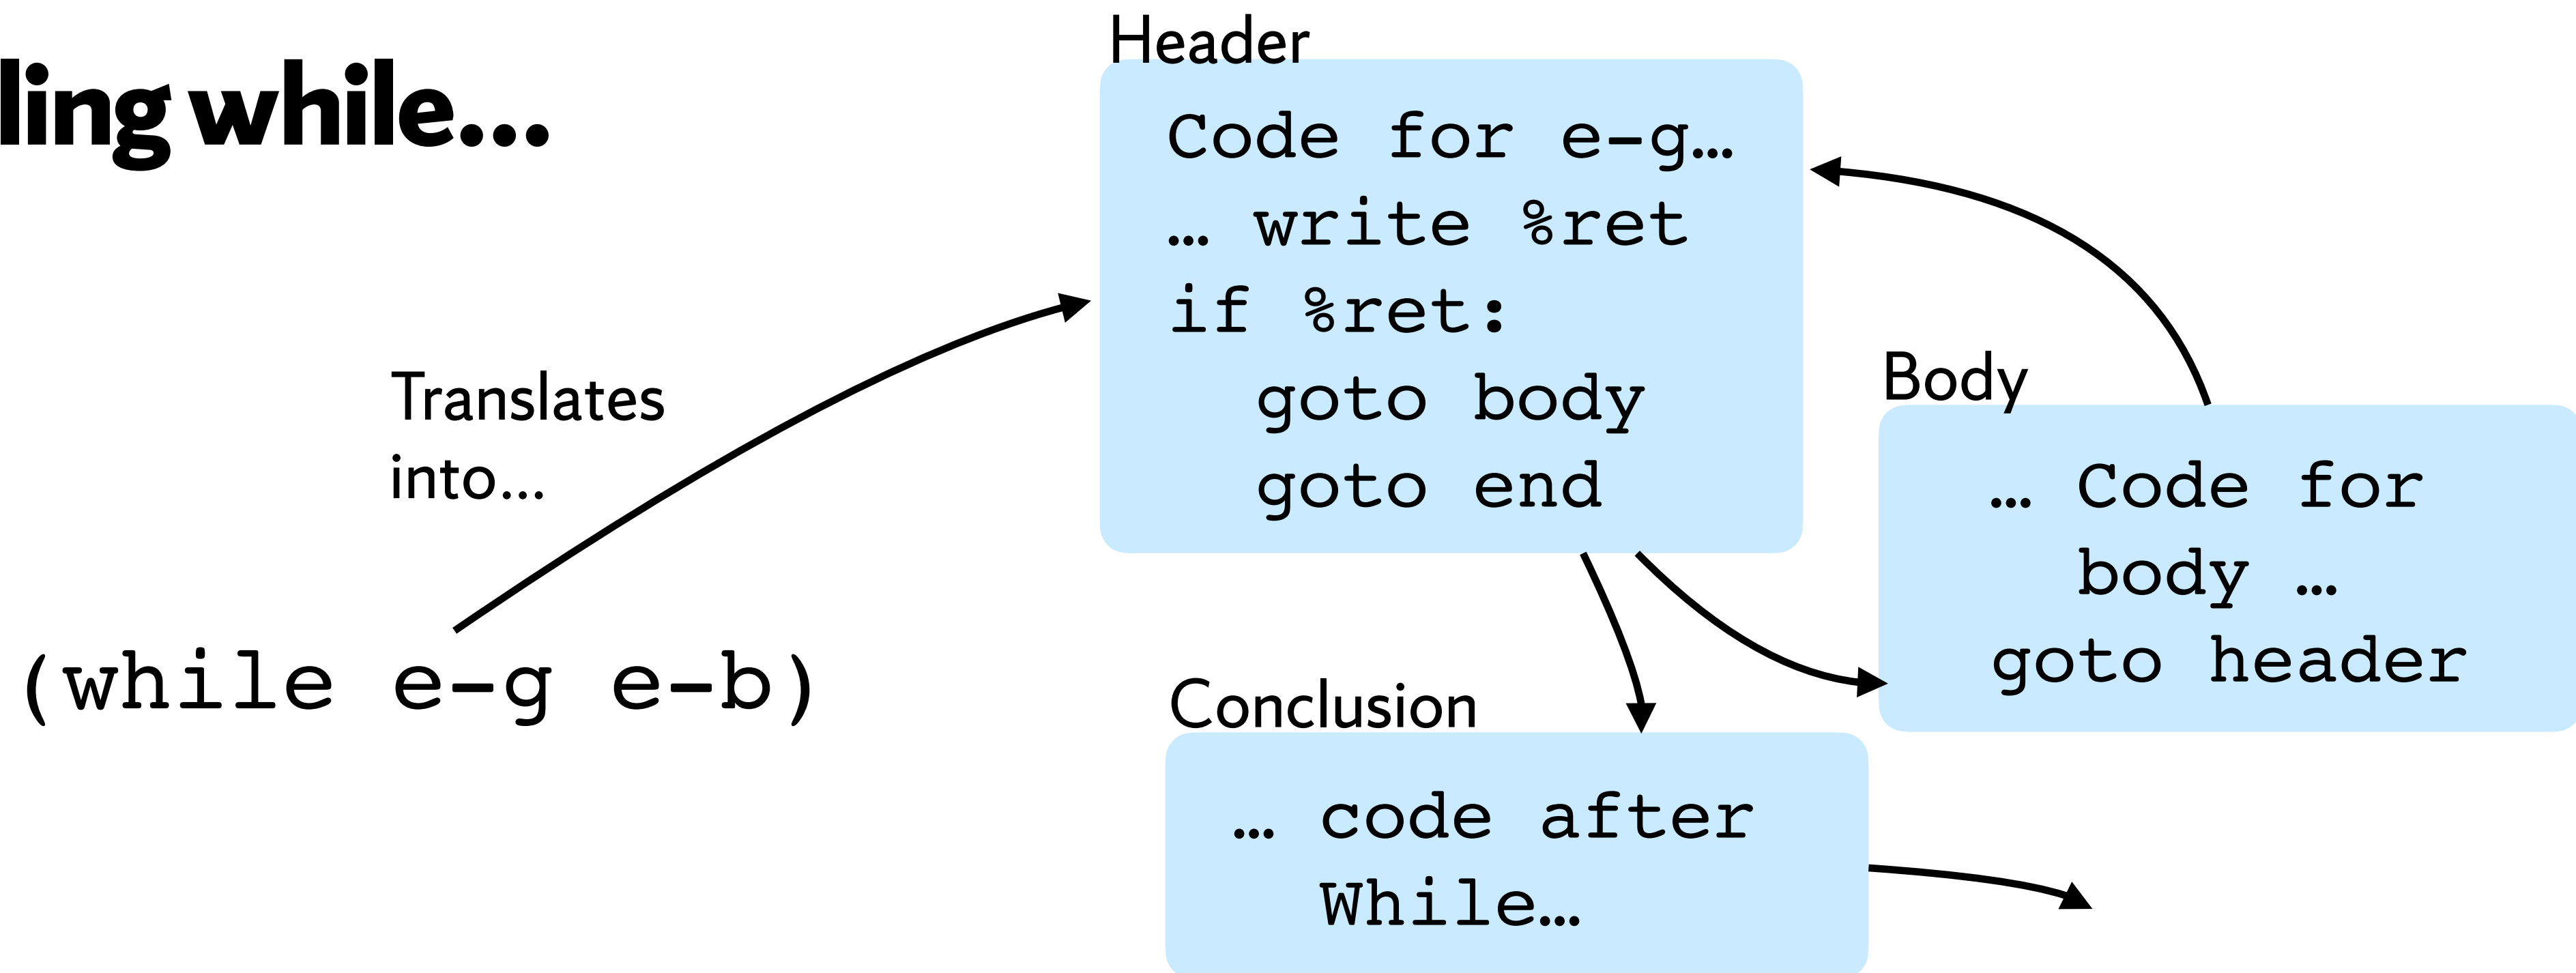 ling while…
Translates
into…
(while e-g e-b)
Header
Code for e-g…
… write %ret
if %ret:
goto body
goto end
Body
… Code for
body …
goto header
Conclusion
… code after
While…